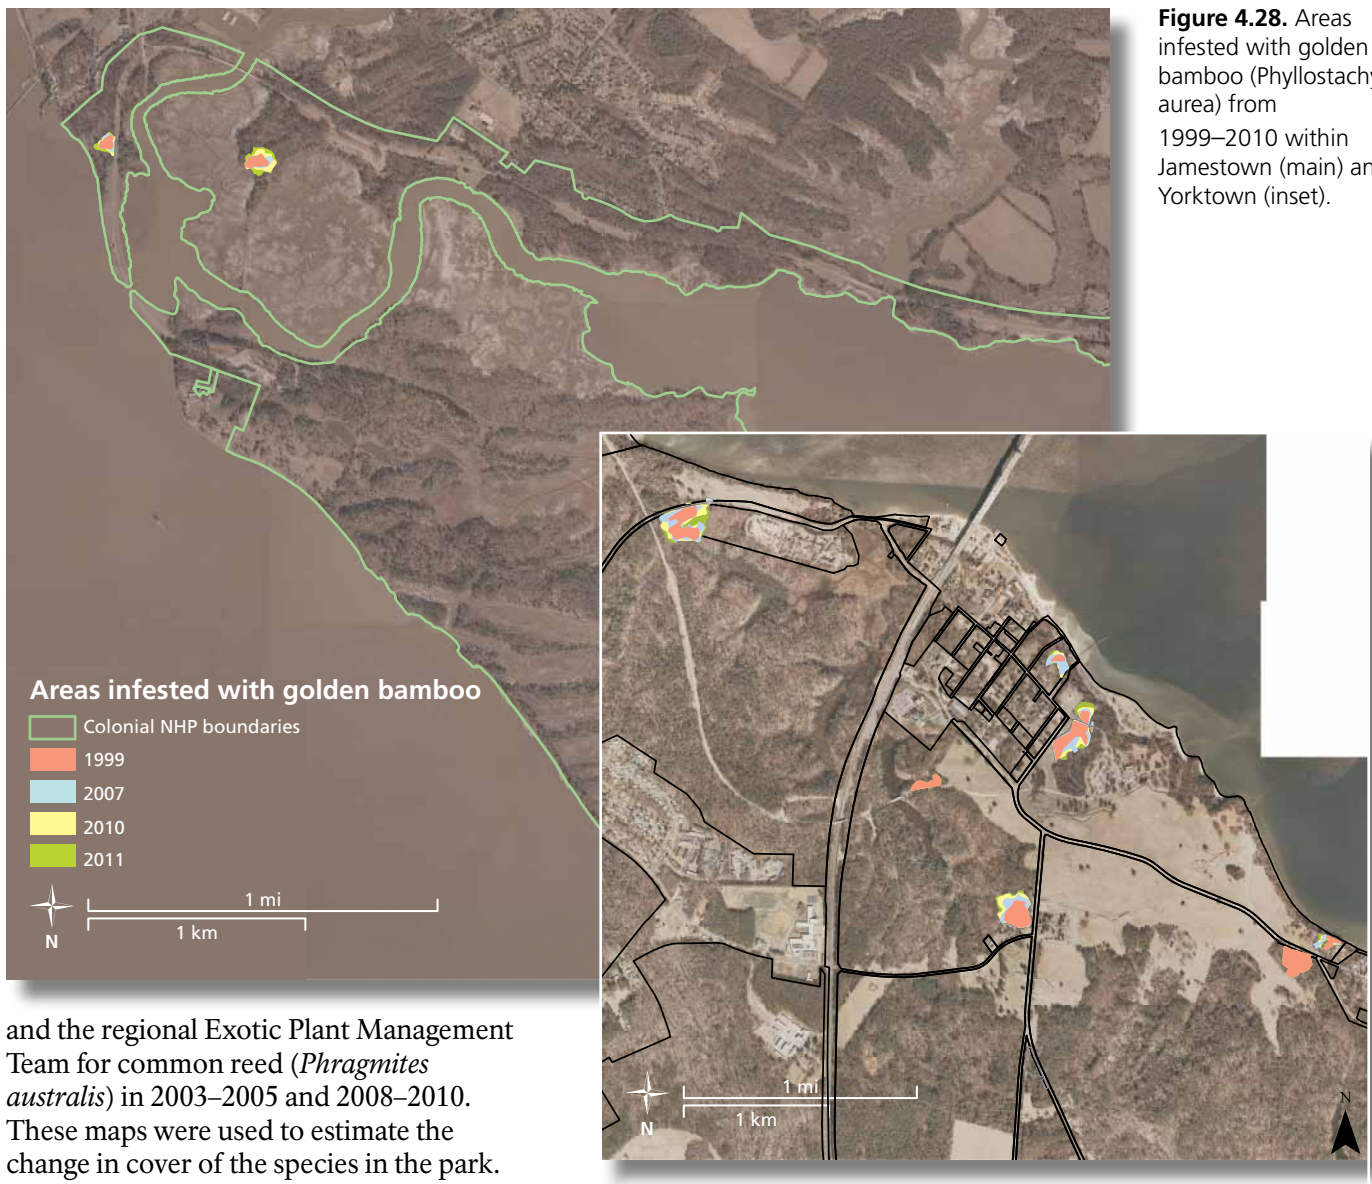 Figure 4.28. Areas
infested with golden
bamboo (Phyllostachy
aurea) from
1999–2010 within
Jamestown (main) an
Yorktown (inset).
Areas infested with golden bamboo
Colonial NHP boundaries
1999
2007
2010
2011
1 mi
1 km
N
1 mi
1 km
N
N
and the regional Exotic Plant Management
Team for common reed (Phragmites
australis) in 2003–2005 and 2008–2010.
These maps were used to estimate the
change in cover of the species in the park.